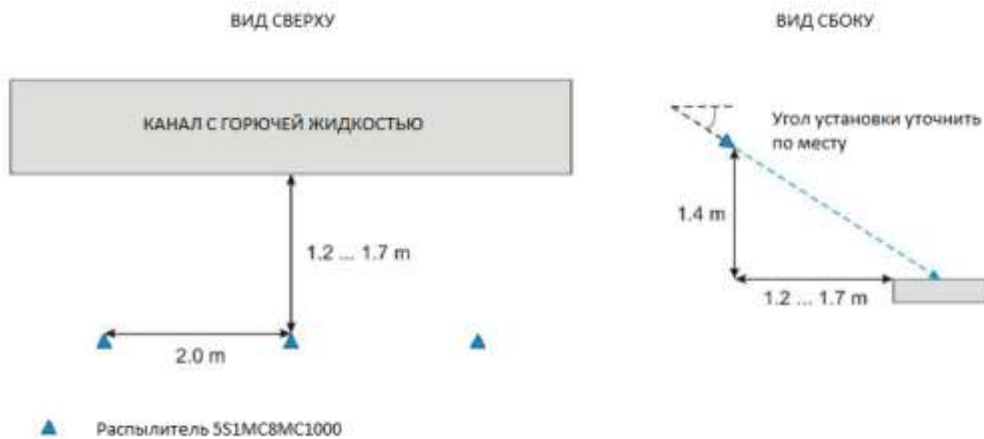 ВИД СВЕРХУ
ВИД СБОКУ
КАНАЛ С ГОРЮЧЕЙ ЖИДКОСТЬЮ
Угол установки уточнить
по месту
1.4 m
1.2 ... 1.7 m
1.2 ... 1.7 m
2.0 m
Распылитель 5S1MC8MC1000